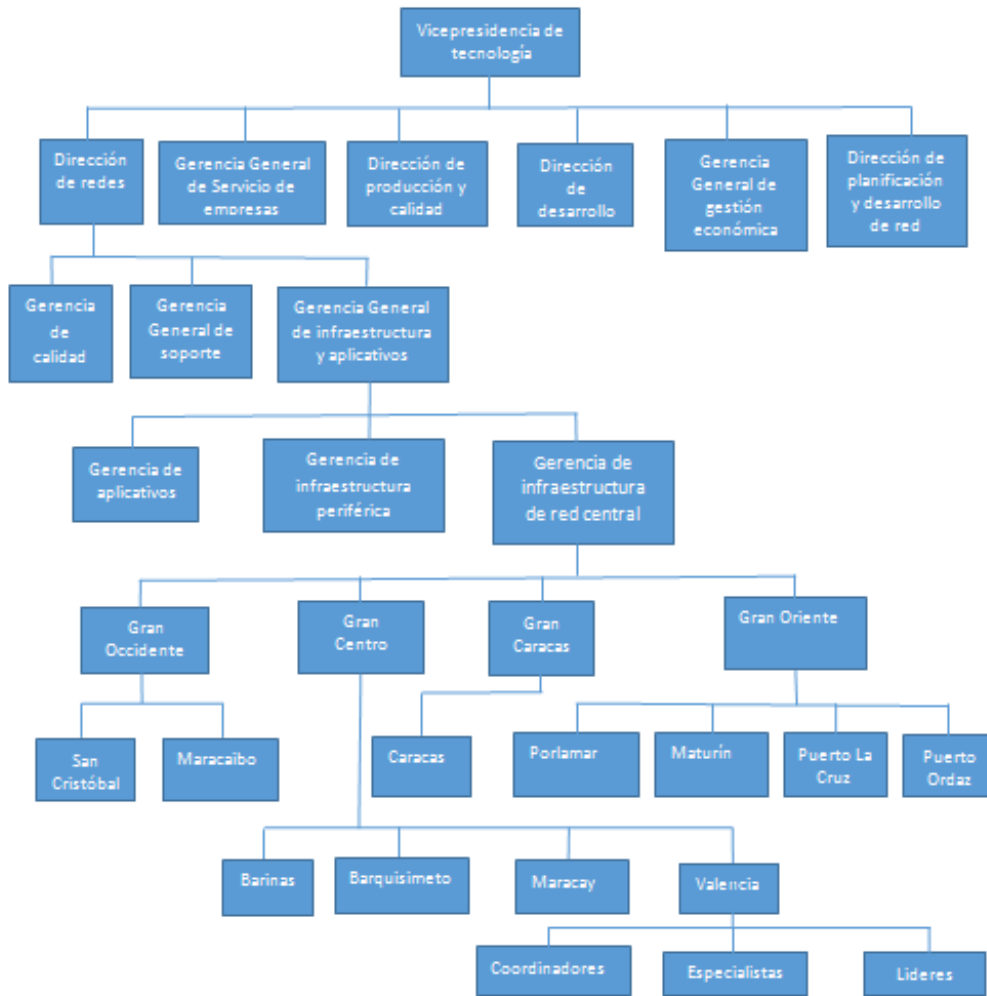 Vicepresidencia de
tecnología
Dirección
de redes
Gerencia General
de Servicio de
empresas
Dirección de
producción y
calidad
Dirección
de
desarrollo
Gerencia
General de
gestión
económica
Dirección de
planificación
y desarrollo
de red
Gerencia
de
calidad
Gerencia
General de
soporte
Gerencia General
de infraestructura
y aplicativos
Gerencia de
aplicativos
Gerencia de
infraestructura
periférica
Gerencia de
infraestructura
de red central
Gran
Occidente
Gran
Centro
Gran
Caracas
Gran Oriente
San
Cristóbal
Maracaibo
Caracas
Porlamar
Maturín
Puerto La
Cruz
Puerto
Ordaz
Barinas
Barquisimeto
Maracay
Valencia
Coordinadores
Especialistas
Lideres